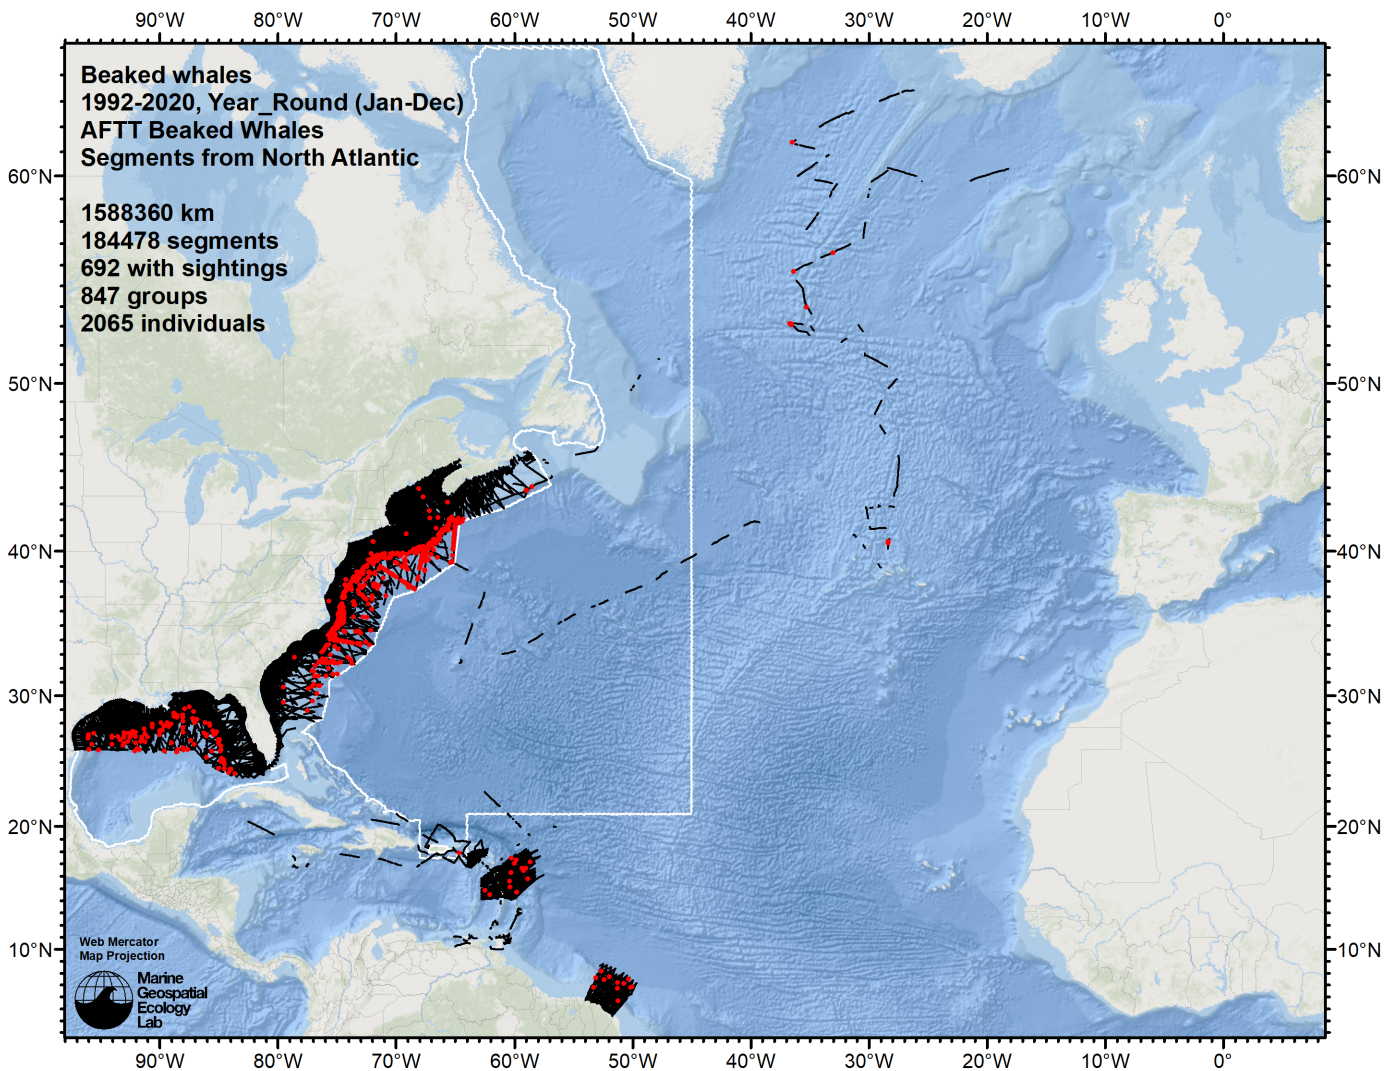 90°W 80°W 70°W 60°W 50°W 40°W 30°W 20°W 10°W 0°
Beaked whales
1992-2020, Year_Round (Jan-Dec)
AFTT Beaked Whales
Segments from North Atlantic
60°N 60°N
1588360 km
184478 segments
692 with sightings
847 groups
2065 individuals
50°N 50°N
40°N 40°N
30°N 30°N
20°N 20°N
10°N 10°N
Web Mercator
Map Projection
Marine
Geospatial
Ecology
Lab
90°W 80°W 70°W 60°W 50°W 40°W 30°W 20°W 10°W 0°